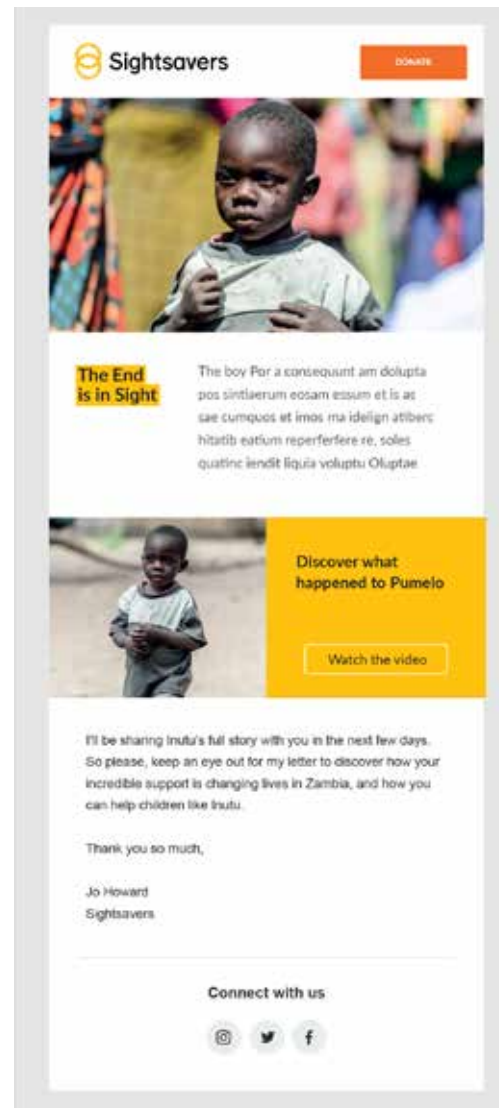 Sightsavers
DONATE
The End
is in Sight
The boy Por a consequunt am dolupta
pos sintiaerum eosam essum et is as
sae cumquos et imos ma idelign atiberc
hitatib eatium reperferfere re, soles
quatinc iendit liquia voluptu Oluptae
Discover what
happened to Pumelo
Watch the video
I'll be sharing Inutu's full story with you in the next few days.
So please, keep an eye out for my letter to discover how your
incredible support is changing lives in Zambia, and how you
can help children like Inutu.
Thank you so much,
Jo Howard
Sightsavers
Connect with us